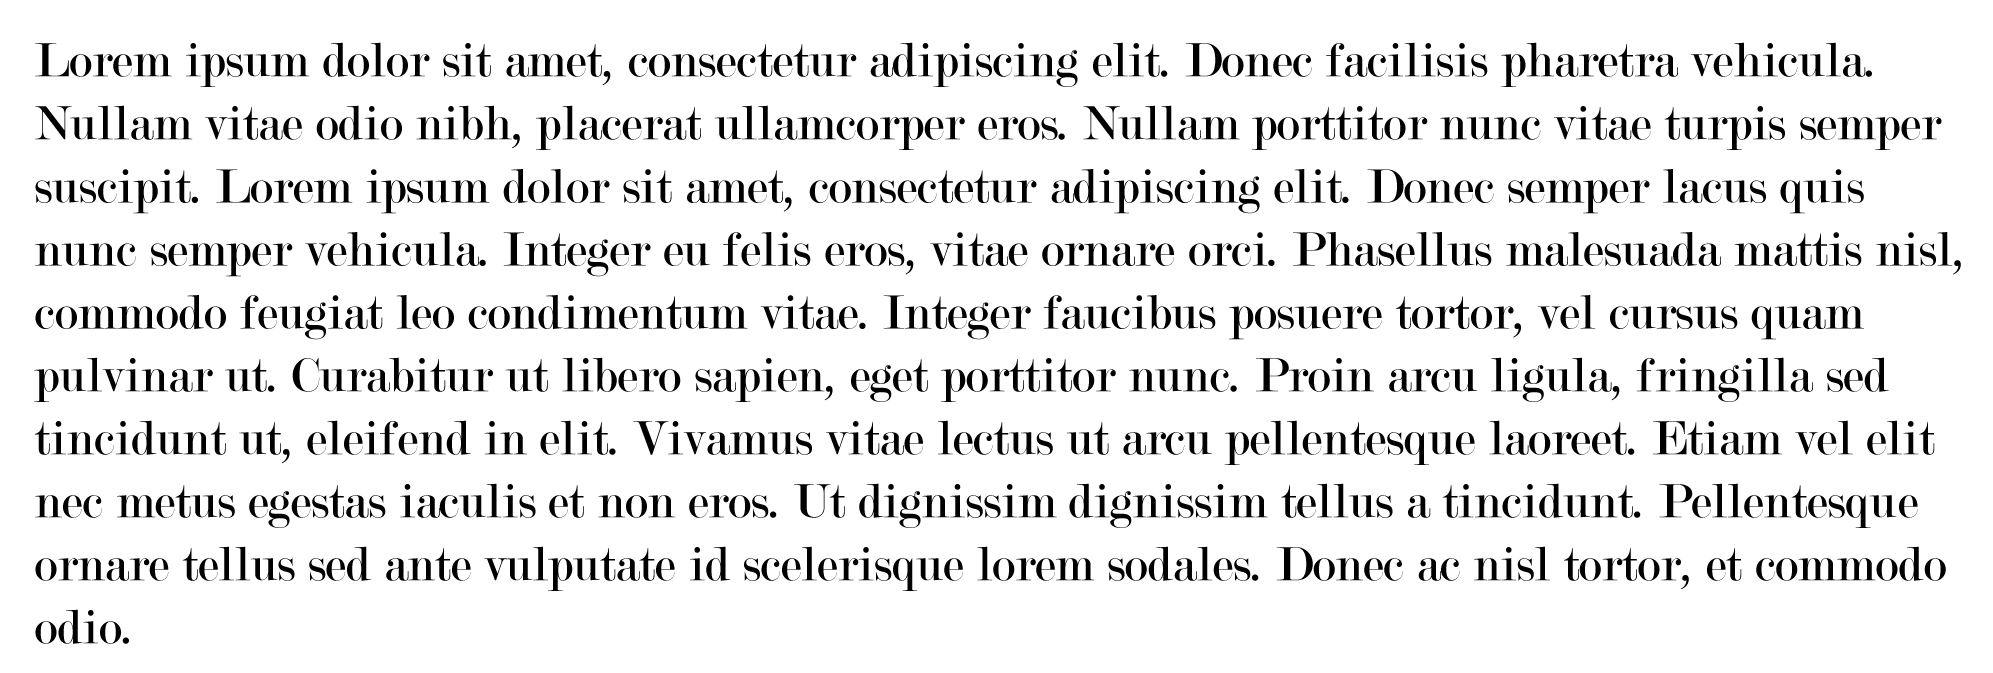 Lorem ipsum dolor sit amet, consectetur adipiscing elit. Donec facilisis pharetra vehicula.
Nullam vitae odio nibh, placerat ullamcorper eros. Nullam porttitor nunc vitae turpis semper
suscipit. Lorem ipsum dolor sit amet, consectetur adipiscing elit. Donec semper lacus quis
nunc semper vehicula. Integer eu felis eros, vitae ornare orci. Phasellus malesuada mattis nisl,
commodo feugiat leo condimentum vitae. Integer faucibus posuere tortor, vel cursus quam
pulvinar ut. Curabitur ut libero sapien, eget porttitor nunc. Proin arcu ligula, fringilla sed
tincidunt ut, eleifend in elit. Vivamus vitae lectus ut arcu pellentesque laoreet. Etiam vel elit
nec metus egestas iaculis et non eros. Ut dignissim dignissim tellus a tincidunt. Pellentesque
ornare tellus sed ante vulputate id scelerisque lorem sodales. Donec ac nisl tortor, et commodo
odio.